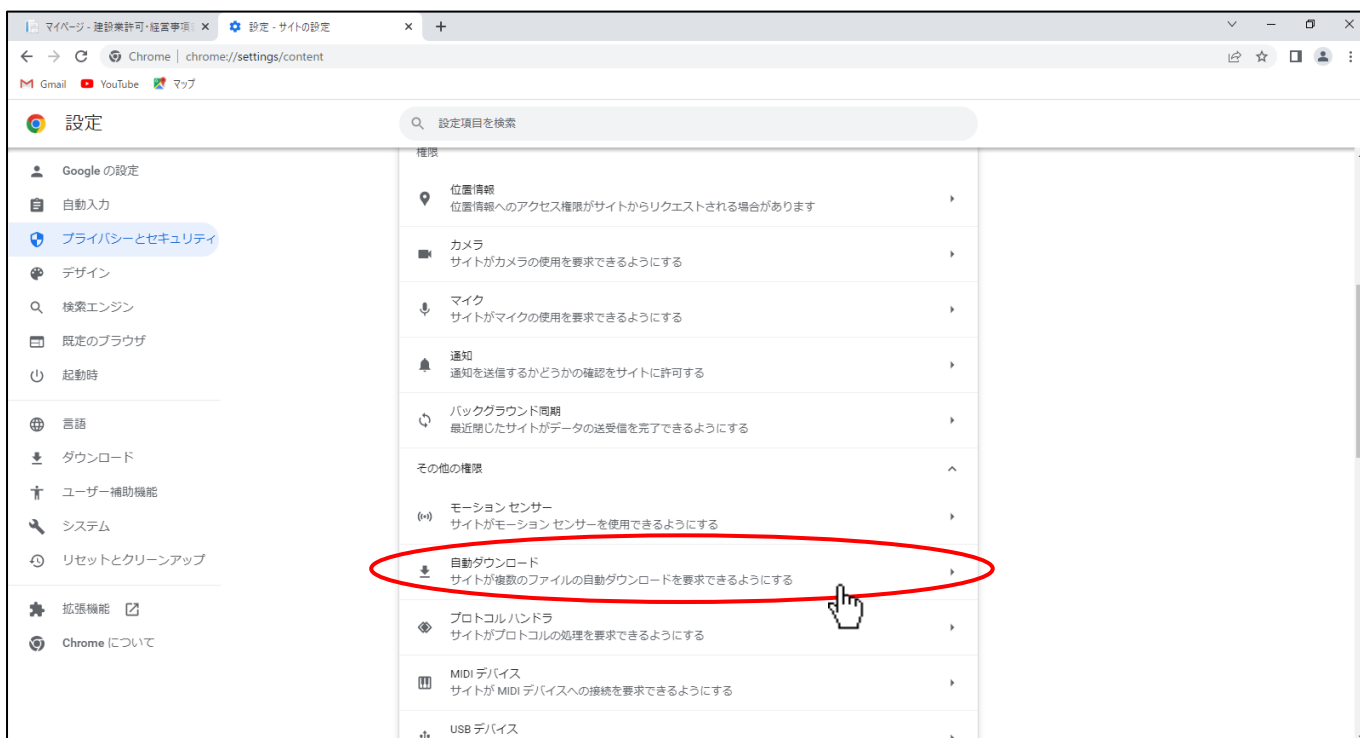 マイページ - 建設業許可・経営事項
設定 - サイトの設定
Chrome | chrome://settings/content
Gmail
YouTube
マップ
設定
設定項目を検索
Google の設定
自動入力
プライバシーとセキュリティ
デザイン
検索エンジン
既定のブラウザ
起動時
言語
ダウンロード
ユーザー補助機能
システム
リセットとクリーンアップ
拡張機能
Chrome について
権限
位置情報
位置情報へのアクセス権限がサイトからリクエストされる場合があります
カメラ
サイトがカメラの使用を要求できるようにする
マイク
サイトがマイクの使用を要求できるようにする
通知
通知を送信するかどうかの確認をサイトに許可する
バックグラウンド同期
最近閉じたサイトがデータの送受信を完了できるようにする
その他の権限
モーション センサー
サイトがモーション センサーを使用できるようにする
自動ダウンロード
サイトが複数のファイルの自動ダウンロードを要求できるようにする
プロトコル ハンドラ
サイトがプロトコルの処理を要求できるようにする
MIDI デバイス
サイトが MIDI デバイスへの接続を要求できるようにする
USB デバイス